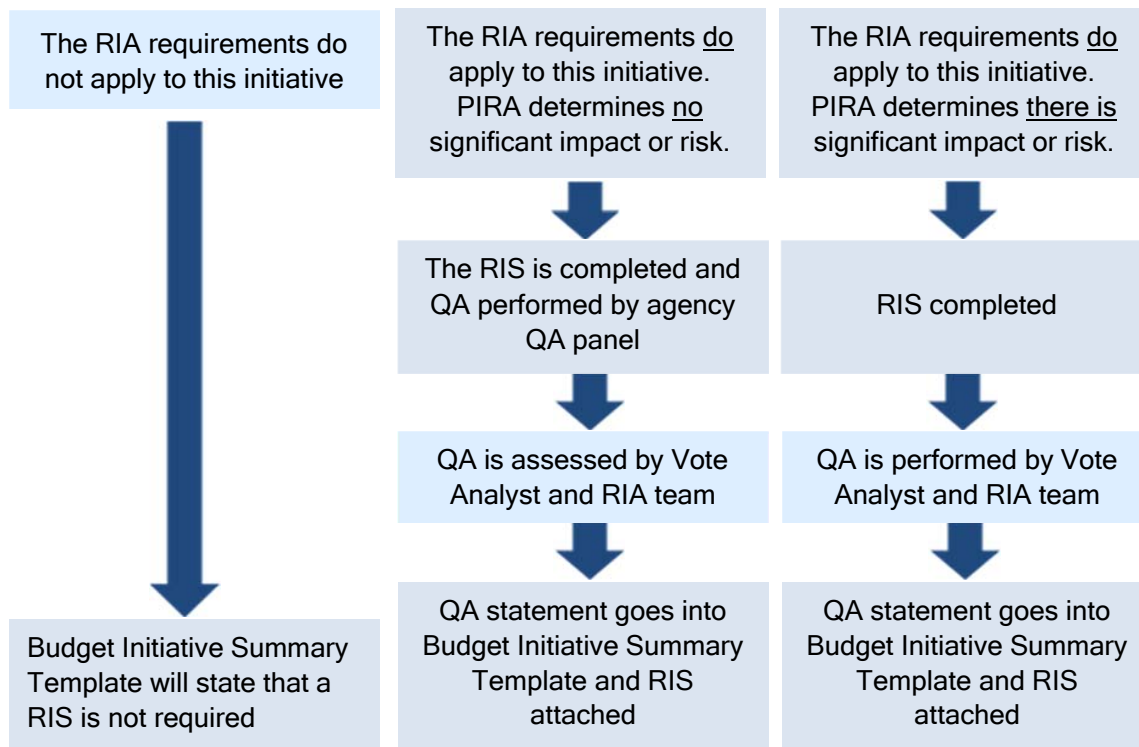 The RIA requirements do
not apply to this initiative
Budget Initiative Summary
Template will state that a
RIS is not required
The RIA requirements do
apply to this initiative.
PIRA determines no
significant impact or risk.
The RIS is completed and
QA performed by agency
QA panel
QA is assessed by Vote
Analyst and RIA team
QA statement goes into
Budget Initiative Summary
Template and RIS
attached
The RIA requirements do
apply to this initiative.
PIRA determines there is
significant impact or risk.
RIS completed
QA is performed by Vote
Analyst and RIA team
QA statement goes into
Budget Initiative Summary
Template and RIS
attached